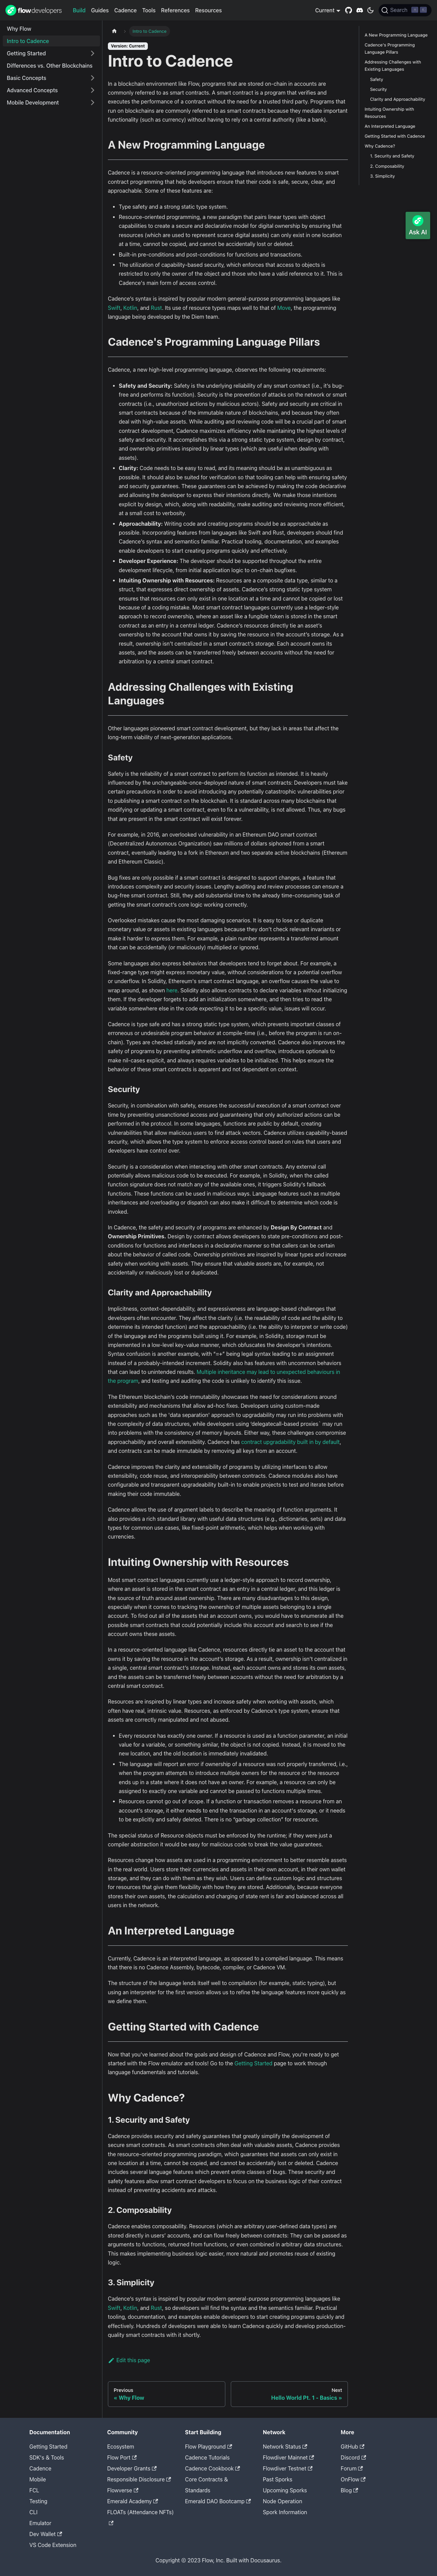 flow developers
Build Guides Cadence Tools References Resources
Current
Search
Why Flow
Intro to Cadence
Getting Started
Differences vs. Other Blockchains
Basic Concepts
Advanced Concepts
Mobile Development
Intro to Cadence
Version: Current
Intro to Cadence
In a blockchain environment like Flow, programs that are stored on-chain in accounts are commonly referred to as smart contracts. A smart contract is a program that verifies and executes the performance of a contract without the need for a trusted third party. Programs that run on blockchains are commonly referred to as smart contracts because they mediate important functionality (such as currency) without having to rely on a central authority (like a bank).
A New Programming Language
Cadence is a resource-oriented programming language that introduces new features to smart contract programming that help developers ensure that their code is safe, secure, clear, and approachable. Some of these features are:
Type safety and a strong static type system.
Resource-oriented programming, a new paradigm that pairs linear types with object capabilities to create a secure and declarative model for digital ownership by ensuring that resources (which are used to represent scarce digital assets) can only exist in one location at a time, cannot be copied, and cannot be accidentally lost or deleted.
Built-in pre-conditions and post-conditions for functions and transactions.
The utilization of capability-based security, which enforces that access to objects is restricted to only the owner of the object and those who have a valid reference to it. This is Cadence's main form of access control.
Cadence's syntax is inspired by popular modern general-purpose programming languages like Swift, Kotlin, and Rust. Its use of resource types maps well to that of Move, the programming language being developed by the Diem team.
Cadence's Programming Language Pillars
Cadence, a new high-level programming language, observes the following requirements:
Safety and Security: Safety is the underlying reliability of any smart contract (i.e., it's bug-free and performs its function). Security is the prevention of attacks on the network or smart contracts (i.e., unauthorized actions by malicious actors). Safety and security are critical in smart contracts because of the immutable nature of blockchains, and because they often deal with high-value assets. While auditing and reviewing code will be a crucial part of smart contract development, Cadence maximizes efficiency while maintaining the highest levels of safety and security. It accomplishes this via a strong static type system, design by contract, and ownership primitives inspired by linear types (which are useful when dealing with assets).
Clarity: Code needs to be easy to read, and its meaning should be as unambiguous as possible. It should also be suited for verification so that tooling can help with ensuring safety and security guarantees. These guarantees can be achieved by making the code declarative and allowing the developer to express their intentions directly. We make those intentions explicit by design, which, along with readability, make auditing and reviewing more efficient, at a small cost to verbosity.
Approachability: Writing code and creating programs should be as approachable as possible. Incorporating features from languages like Swift and Rust, developers should find Cadence's syntax and semantics familiar. Practical tooling, documentation, and examples enable developers to start creating programs quickly and effectively.
Developer Experience: The developer should be supported throughout the entire development lifecycle, from initial application logic to on-chain bugfixes.
Intuiting Ownership with Resources: Resources are a composite data type, similar to a struct, that expresses direct ownership of assets. Cadence's strong static type system ensures that resources can only exist in one location at a time and cannot be copied or lost because of a coding mistake. Most smart contract languages currently use a ledger-style approach to record ownership, where an asset like a fungible token is stored in the smart contract as an entry in a central ledger. Cadence's resources directly tie an asset's ownership to the account that owns it by saving the resource in the account's storage. As a result, ownership isn't centralized in a smart contract's storage. Each account owns its assets, and the assets can be transferred freely between accounts without the need for arbitration by a central smart contract.
Addressing Challenges with Existing Languages
Other languages pioneered smart contract development, but they lack in areas that affect the long-term viability of next-generation applications.
Safety
Safety is the reliability of a smart contract to perform its function as intended. It is heavily influenced by the unchangeable-once-deployed nature of smart contracts: Developers must take certain precautions in order to avoid introducing any potentially catastrophic vulnerabilities prior to publishing a smart contract on the blockchain. It is standard across many blockchains that modifying or updating a smart contract, even to fix a vulnerability, is not allowed. Thus, any bugs that are present in the smart contract will exist forever.
For example, in 2016, an overlooked vulnerability in an Ethereum DAO smart contract (Decentralized Autonomous Organization) saw millions of dollars siphoned from a smart contract, eventually leading to a fork in Ethereum and two separate active blockchains (Ethereum and Ethereum Classic).
Bug fixes are only possible if a smart contract is designed to support changes, a feature that introduces complexity and security issues. Lengthy auditing and review processes can ensure a bug-free smart contract. Still, they add substantial time to the already time-consuming task of getting the smart contract's core logic working correctly.
Overlooked mistakes cause the most damaging scenarios. It is easy to lose or duplicate monetary value or assets in existing languages because they don't check relevant invariants or make it harder to express them. For example, a plain number represents a transferred amount that can be accidentally (or maliciously) multiplied or ignored.
Some languages also express behaviors that developers tend to forget about. For example, a fixed-range type might express monetary value, without considerations for a potential overflow or underflow. In Solidity, Ethereum's smart contract language, an overflow causes the value to wrap around, as shown here. Solidity also allows contracts to declare variables without initializing them. If the developer forgets to add an initialization somewhere, and then tries to read the variable somewhere else in the code expecting it to be a specific value, issues will occur.
Cadence is type safe and has a strong static type system, which prevents important classes of erroneous or undesirable program behavior at compile-time (i.e., before the program is run on-chain). Types are checked statically and are not implicitly converted. Cadence also improves the safety of programs by preventing arithmetic underflow and overflow, introduces optionals to make nil-cases explicit, and always requires variables to be initialized. This helps ensure the behavior of these smart contracts is apparent and not dependent on context.
Security
Security, in combination with safety, ensures the successful execution of a smart contract over time by preventing unsanctioned access and guaranteeing that only authorized actions can be performed in the protocol. In some languages, functions are public by default, creating vulnerabilities that allow malicious users to find attack vectors. Cadence utilizes capability-based security, which allows the type system to enforce access control based on rules that users and developers have control over.
Security is a consideration when interacting with other smart contracts. Any external call potentially allows malicious code to be executed. For example, in Solidity, when the called function signature does not match any of the available ones, it triggers Solidity's fallback functions. These functions can be used in malicious ways. Language features such as multiple inheritances and overloading or dispatch can also make it difficult to determine which code is invoked.
In Cadence, the safety and security of programs are enhanced by Design By Contract and Ownership Primitives. Design by contract allows developers to state pre-conditions and post-conditions for functions and interfaces in a declarative manner so that callers can be certain about the behavior of called code. Ownership primitives are inspired by linear types and increase safety when working with assets. They ensure that valuable assets are, for example, not accidentally or maliciously lost or duplicated.
Clarity and Approachability
Implicitness, context-dependability, and expressiveness are language-based challenges that developers often encounter. They affect the clarity (i.e. the readability of code and the ability to determine its intended function) and the approachability (i.e. the ability to interpret or write code) of the language and the programs built using it. For example, in Solidity, storage must be implemented in a low-level key-value manner, which obfuscates the developer's intentions. Syntax confusion is another example, with "=+" being legal syntax leading to an assignment instead of a probably-intended increment. Solidity also has features with uncommon behaviors that can lead to unintended results. Multiple inheritance may lead to unexpected behaviours in the program, and testing and auditing the code is unlikely to identify this issue.
The Ethereum blockchain's code immutability showcases the need for considerations around extensibility and mechanisms that allow ad-hoc fixes. Developers using custom-made approaches such as the 'data separation' approach to upgradability may run into problems with the complexity of data structures, while developers using 'delegatecall-based proxies` may run into problems with the consistency of memory layouts. Either way, these challenges compromise approachability and overall extensibility. Cadence has contract upgradability built in by default, and contracts can be made immutable by removing all keys from an account.
Cadence improves the clarity and extensibility of programs by utilizing interfaces to allow extensibility, code reuse, and interoperability between contracts. Cadence modules also have configurable and transparent upgradeability built-in to enable projects to test and iterate before making their code immutable.
Cadence allows the use of argument labels to describe the meaning of function arguments. It also provides a rich standard library with useful data structures (e.g., dictionaries, sets) and data types for common use cases, like fixed-point arithmetic, which helps when working with currencies.
Intuiting Ownership with Resources
Most smart contract languages currently use a ledger-style approach to record ownership, where an asset is stored in the smart contract as an entry in a central ledger, and this ledger is the source of truth around asset ownership. There are many disadvantages to this design, especially when it comes to tracking the ownership of multiple assets belonging to a single account. To find out all of the assets that an account owns, you would have to enumerate all the possible smart contracts that could potentially include this account and search to see if the account owns these assets.
In a resource-oriented language like Cadence, resources directly tie an asset to the account that owns it by saving the resource in the account's storage. As a result, ownership isn't centralized in a single, central smart contract's storage. Instead, each account owns and stores its own assets, and the assets can be transferred freely between accounts without the need for arbitration by a central smart contract.
Resources are inspired by linear types and increase safety when working with assets, which often have real, intrinsic value. Resources, as enforced by Cadence's type system, ensure that assets are correctly manipulated and not abused.
Every resource has exactly one owner. If a resource is used as a function parameter, an initial value for a variable, or something similar, the object is not copied. Instead, it is moved to the new location, and the old location is immediately invalidated.
The language will report an error if ownership of a resource was not properly transferred, i.e., when the program attempts to introduce multiple owners for the resource or the resource ends up in a state where it does not have an owner. For example, a resource can only be assigned to exactly one variable and cannot be passed to functions multiple times.
Resources cannot go out of scope. If a function or transaction removes a resource from an account's storage, it either needs to end the transaction in an account's storage, or it needs to be explicitly and safely deleted. There is no “garbage collection” for resources.
The special status of Resource objects must be enforced by the runtime; if they were just a compiler abstraction it would be easy for malicious code to break the value guarantees.
Resources change how assets are used in a programming environment to better resemble assets in the real world. Users store their currencies and assets in their own account, in their own wallet storage, and they can do with them as they wish. Users can define custom logic and structures for resources that give them flexibility with how they are stored. Additionally, because everyone stores their own assets, the calculation and charging of state rent is fair and balanced across all users in the network.
An Interpreted Language
Currently, Cadence is an interpreted language, as opposed to a compiled language. This means that there is no Cadence Assembly, bytecode, compiler, or Cadence VM.
The structure of the language lends itself well to compilation (for example, static typing), but using an interpreter for the first version allows us to refine the language features more quickly as we define them.
Getting Started with Cadence
Now that you've learned about the goals and design of Cadence and Flow, you're ready to get started with the Flow emulator and tools! Go to the Getting Started page to work through language fundamentals and tutorials.
Why Cadence?
1. Security and Safety
Cadence provides security and safety guarantees that greatly simplify the development of secure smart contracts. As smart contracts often deal with valuable assets, Cadence provides the resource-oriented programming paradigm, which guarantees that assets can only exist in one location at a time, cannot be copied, and cannot be accidentally lost or deleted. Cadence includes several language features which prevent entire classes of bugs. These security and safety features allow smart contract developers to focus on the business logic of their contract instead of preventing accidents and attacks.
2. Composability
Cadence enables composability. Resources (which are arbitrary user-defined data types) are stored directly in users' accounts, and can flow freely between contracts: They can be passed as arguments to functions, returned from functions, or even combined in arbitrary data structures. This makes implementing business logic easier, more natural and promotes reuse of existing logic.
3. Simplicity
Cadence's syntax is inspired by popular modern general-purpose programming languages like Swift, Kotlin, and Rust, so developers will find the syntax and the semantics familiar. Practical tooling, documentation, and examples enable developers to start creating programs quickly and effectively. Hundreds of developers were able to learn Cadence quickly and develop production-quality smart contracts with it shortly.
Edit this page
Previous
« Why Flow
Next
Hello World Pt. 1 - Basics »
A New Programming Language
Cadence's Programming Language Pillars
Addressing Challenges with Existing Languages
Safety
Security
Clarity and Approachability
Intuiting Ownership with Resources
An Interpreted Language
Getting Started with Cadence
Why Cadence?
1. Security and Safety
2. Composability
3. Simplicity
Ask AI
Documentation
Getting Started
SDK's & Tools
Cadence
Mobile
FCL
Testing
CLI
Emulator
Dev Wallet
VS Code Extension
Community
Ecosystem
Flow Port
Developer Grants
Responsible Disclosure
Flowverse
Emerald Academy
FLOATs (Attendance NFTs)
Start Building
Flow Playground
Cadence Tutorials
Cadence Cookbook
Core Contracts & Standards
Emerald DAO Bootcamp
Network
Network Status
Flowdiver Mainnet
Flowdiver Testnet
Past Sporks
Upcoming Sporks
Node Operation
Spork Information
More
GitHub
Discord
Forum
OnFlow
Blog
Copyright © 2023 Flow, Inc. Built with Docusaurus.